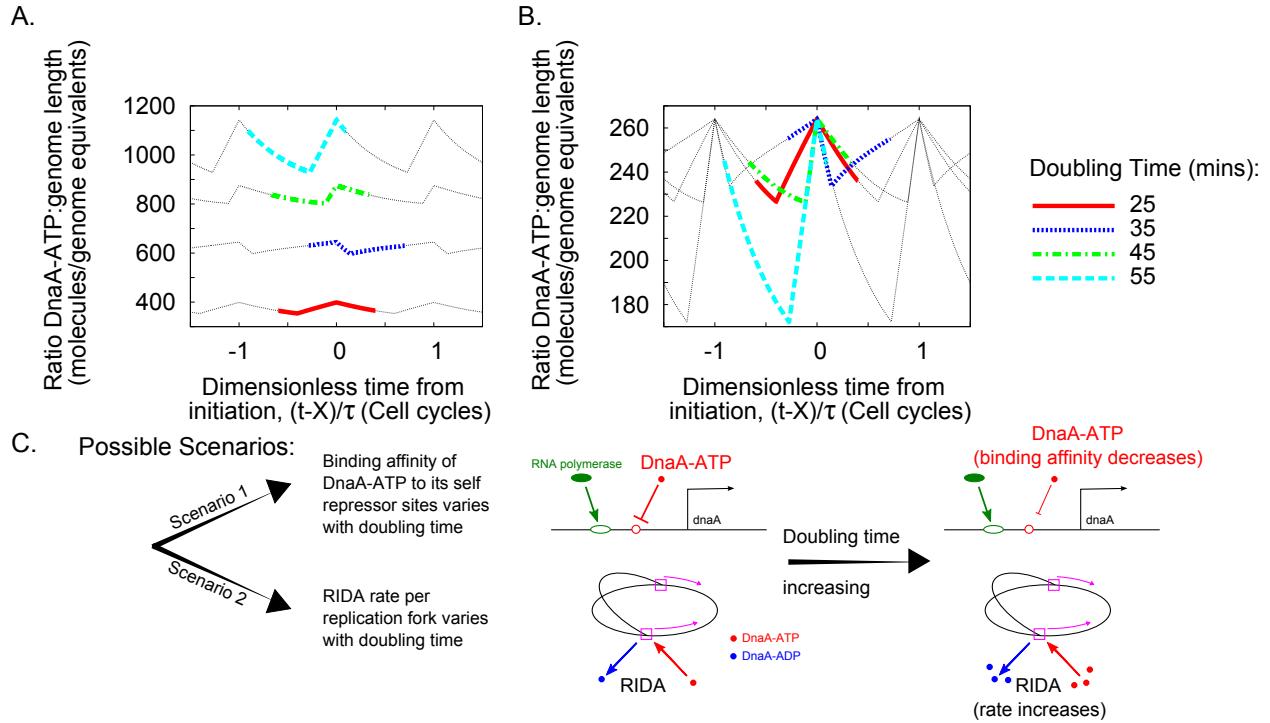 A.
Ratio DnaA-ATP:genome length
(molecules/genome equivalents)
1200
1000
800
600
400
-1
0
1
Dimensionless time from
initiation, (t-X)/τ (Cell cycles)
B.
Ratio DnaA-ATP:genome length
(molecules/genome equivalents)
260
240
220
200
180
-1
0
1
Dimensionless time from
initiation, (t-X)/τ (Cell cycles)
Doubling Time (mins):
25
35
45
55
C.
Possible Scenarios:
Scenario 1
Binding affinity of
DnaA-ATP to its self
repressor sites varies
with doubling time
Scenario 2
RIDA rate per
replication fork varies
with doubling time
RNA polymerase
DnaA-ATP
dnaA
DnaA-ATP
DnaA-ADP
RIDA
Doubling time
increasing
DnaA-ATP
(binding affinity decreases)
dnaA
RIDA
(rate increases)